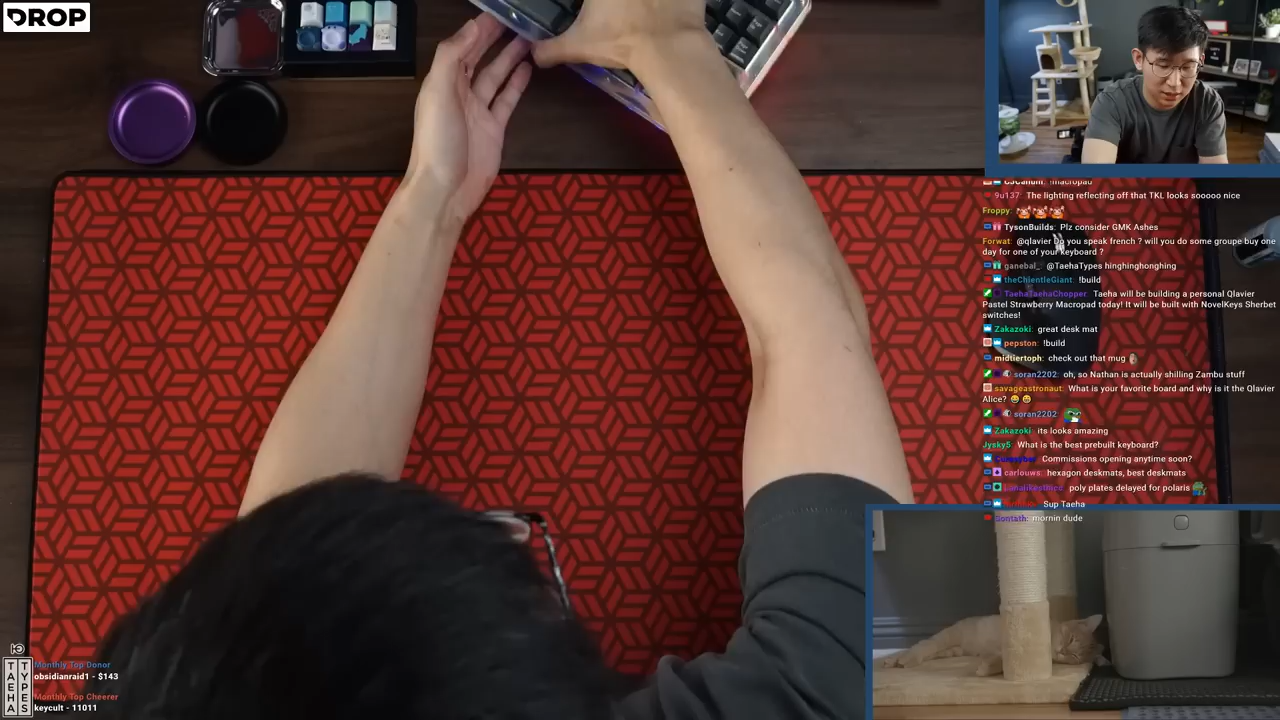 DROP
9u137: The lighting reflecting off that TKL looks sooooo nice
Froppy:
TysonBuilds: Plz consider GMK Ashes
Forwat: @qlavier Do you speak french ? will you do some groupe buy one
day for one of your keyboard ?
ganebal_: @TaehaTypes hinghinghonghing
theChIentleGiant: !build
TaehaTaehaChopper: Taeha will be building a personal Qlavier
Pastel Strawberry Macropad today! It will be built with NovelKeys Sherbet
switches!
Zakazoki: great desk mat
pepston: !build
midtiertoph: check out that mug
soran2202: oh, so Nathan is actually shilling Zambu stuff
savageastronaut: What is your favorite board and why is it the Qlavier
Alice?
soran2202:
Zakazoki: its looks amazing
Jysky5: What is the best prebuilt keyboard?
Commissions opening anytime soon?
carlouws: hexagon deskmats, best deskmats
poly plates delayed for polaris
Sup Taeha
Gontath: mornin dude
TAEHA
TYPES
Monthly Top Donor
obsidianraid1 - $143
Monthly Top Cheerer
keycult - 11011